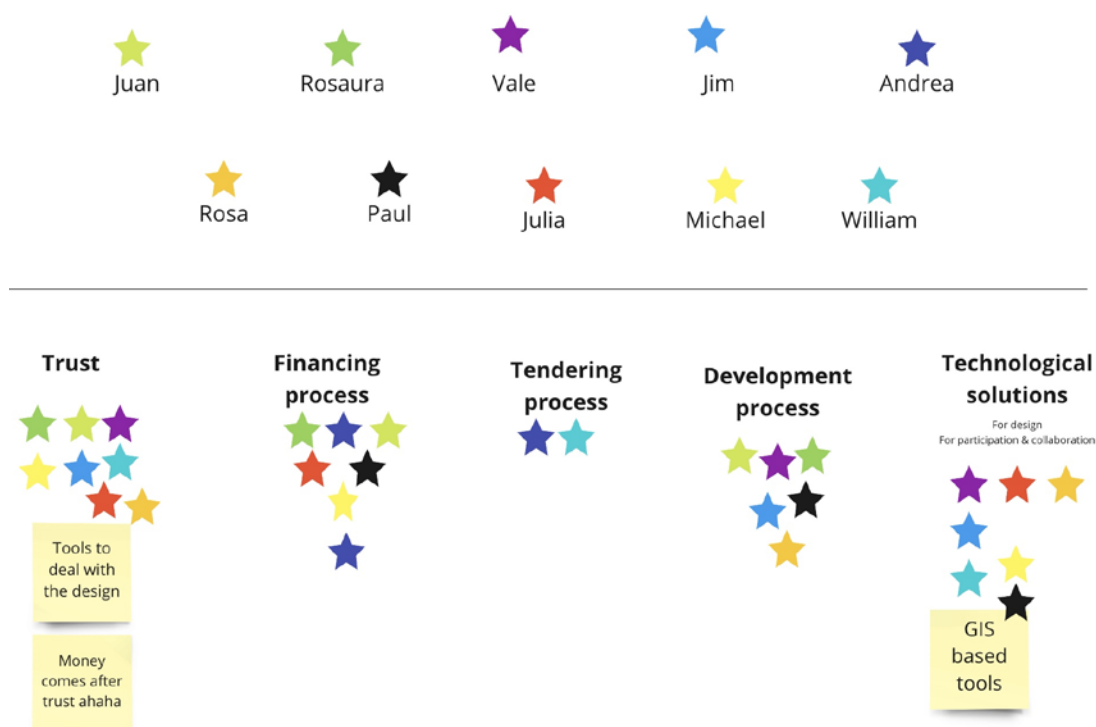 Juan
Rosaura
Vale
Jim
Andrea
Rosa
Paul
Julia
Michael
William
Trust
Financing
process
Tendering
process
Development
process
Technological
solutions
For design
For participation & collaboration
Tools to
deal with
the design
Money
comes after
trust ahaha
GIS
based
tools